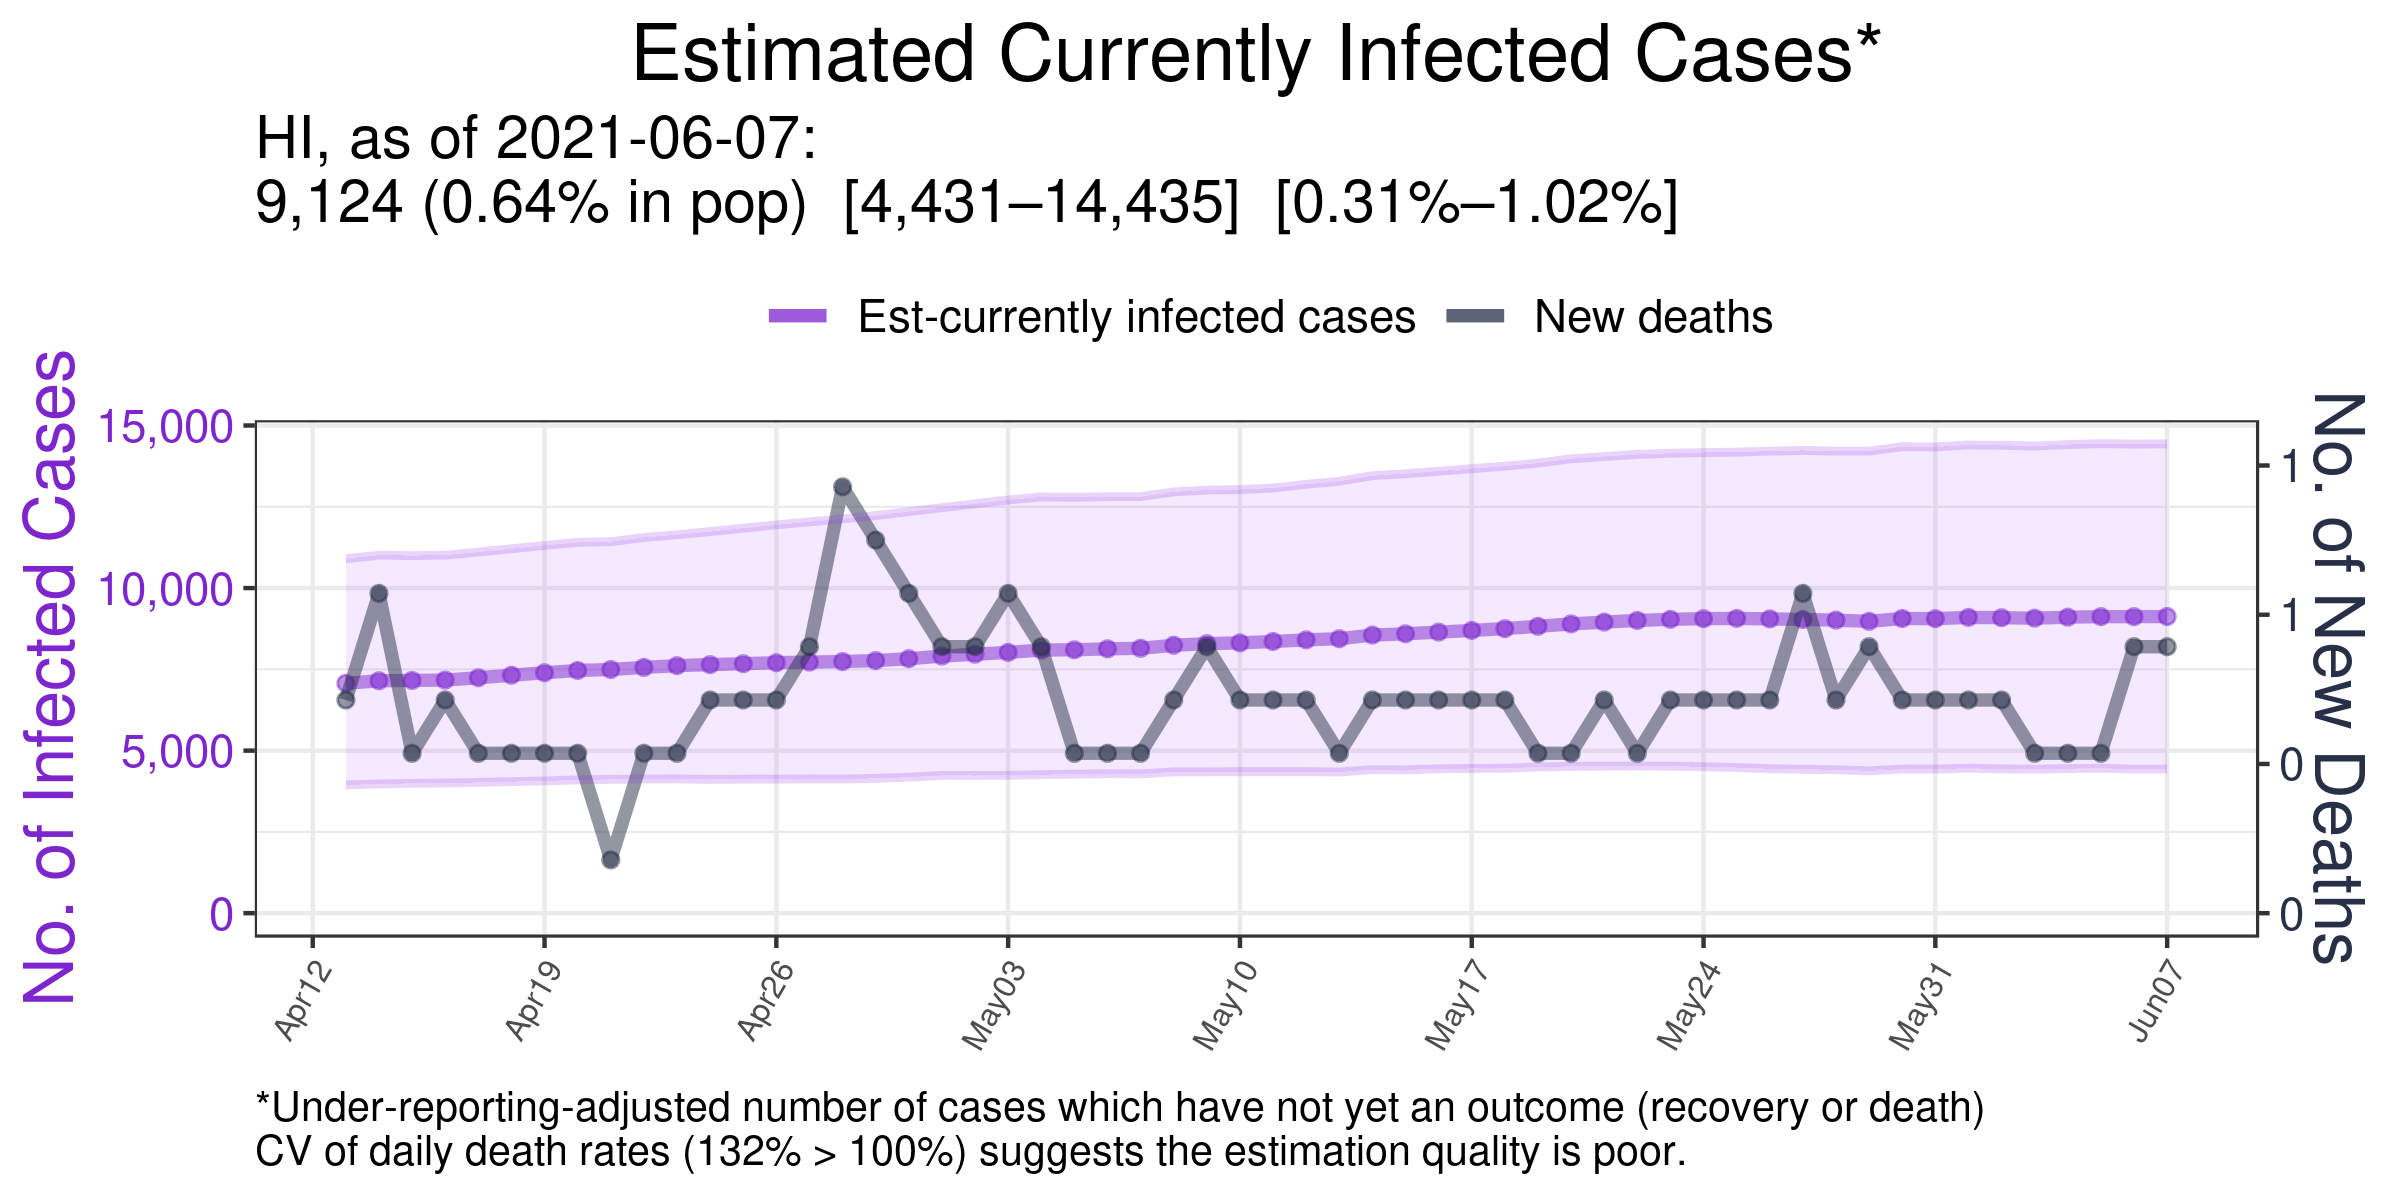 Estimated Currently Infected Cases*
HI, as of 2021-06-07:
9,124 (0.64% in pop) [4,431–14,435] [0.31%–1.02%]
Est-currently infected cases New deaths
No. of Infected Cases
15,000
10,000
5,000
0
1
1
0
0
No. of New Deaths
Apr12 Apr19 Apr26 May03 May10 May17 May24 May31 Jun07
*Under-reporting-adjusted number of cases which have not yet an outcome (recovery or death)
CV of daily death rates (132% > 100%) suggests the estimation quality is poor.